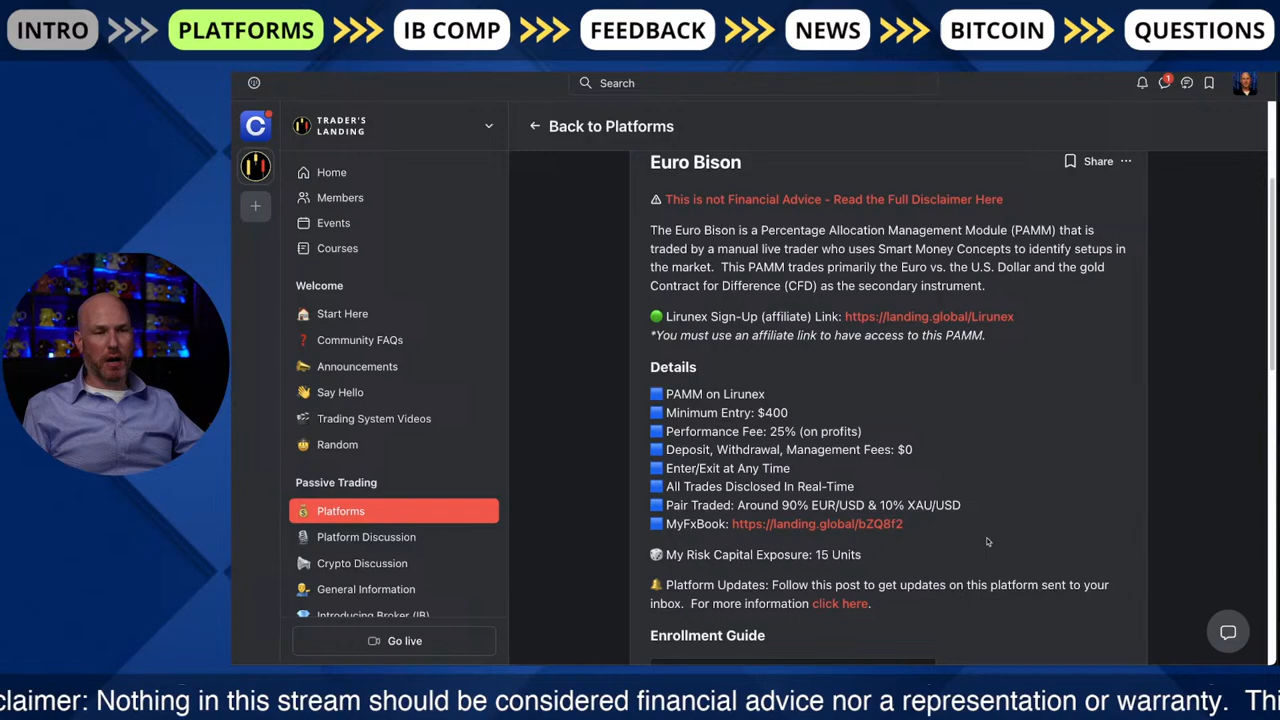 INTRO
PLATFORMS
IB COMP
FEEDBACK
NEWS
BITCOIN
QUESTIONS
Search
1
C
TRADER'S
LANDING
Back to Platforms
Home
Members
Events
Courses
Welcome
Start Here
Community FAQs
Announcements
Say Hello
Trading System Videos
Random
Passive Trading
Platforms
Platform Discussion
Crypto Discussion
General Information
Introducing Broker (IB)
Go live
Euro Bison
Share
This is not Financial Advice - Read the Full Disclaimer Here
The Euro Bison is a Percentage Allocation Management Module (PAMM) that is
traded by a manual live trader who uses Smart Money Concepts to identify setups in
the market. This PAMM trades primarily the Euro vs. the U.S. Dollar and the gold
Contract for Difference (CFD) as the secondary instrument.
Lirunex Sign-Up (affiliate) Link: https://landing.global/Lirunex
*You must use an affiliate link to have access to this PAMM.
Details
PAMM on Lirunex
Minimum Entry: $400
Performance Fee: 25% (on profits)
Deposit, Withdrawal, Management Fees: $0
Enter/Exit at Any Time
All Trades Disclosed In Real-Time
Pair Traded: Around 90% EUR/USD & 10% XAU/USD
MyFxBook: https://landing.global/bZQ8f2
My Risk Capital Exposure: 15 Units
Platform Updates: Follow this post to get updates on this platform sent to your
inbox. For more information click here.
Enrollment Guide
claimer: Nothing in this stream should be considered financial advice nor a representation or warranty. Thi